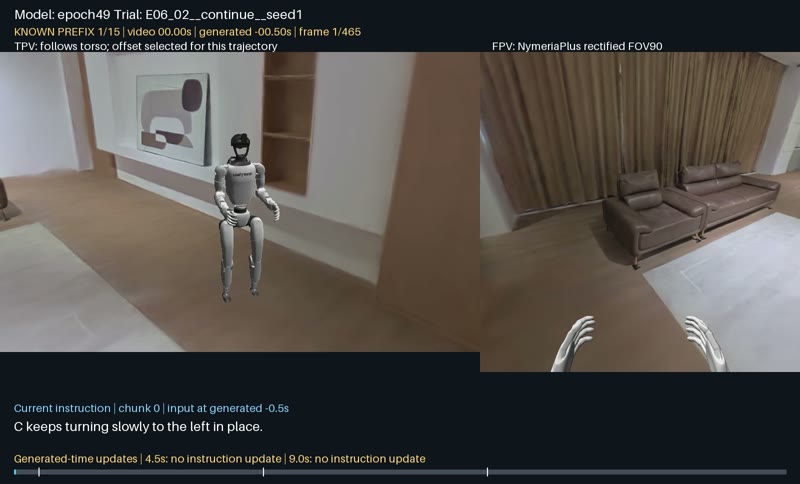 Model: epoch49 Trial: E06_02__continue__seed1
KNOWN PREFIX 1/15 | video 00.00s | generated -00.50s | frame 1/465
TPV: follows torso; offset selected for this trajectory
FPV: NymeriaPlus rectified FOV90
Current instruction | chunk 0 | input at generated -0.5s
C keeps turning slowly to the left in place.
Generated-time updates | 4.5s: no instruction update | 9.0s: no instruction update